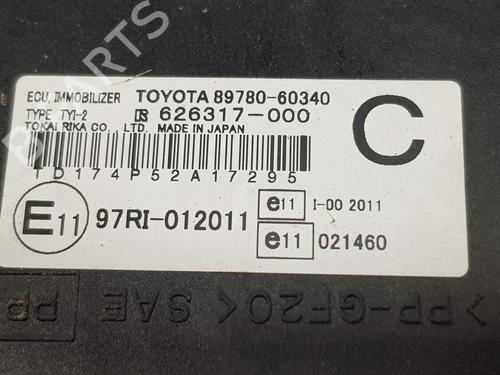 ECU, IMMOBILIZER TOYOTA 89780-60340
TYPE TYI-2 626317-000
TOKAI RIKA CO., LTD. MADE IN JAPAN
C
TD174P52A17295
E11 97RI-012011
e11 I-00 2011
e11 021460
>PP-GF20< SAE
PP